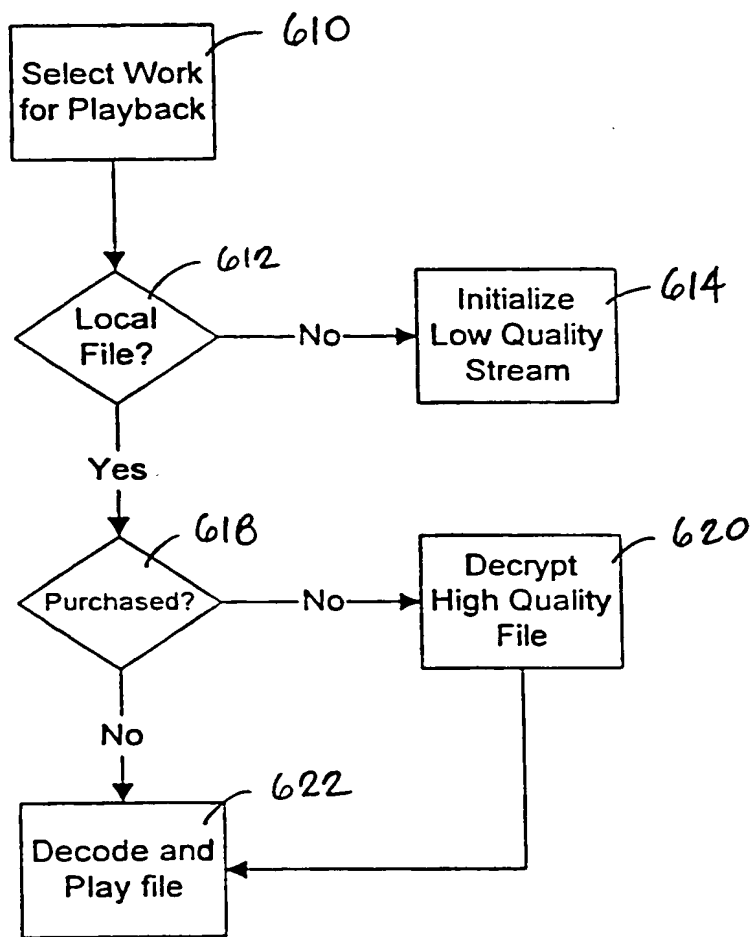 610
Select Work
for Playback
612
Local
File?
No
Initialize
Low Quality
Stream
614
Yes
618
Purchased?
No
Decrypt
High Quality
File
620
No
622
Decode and
Play file